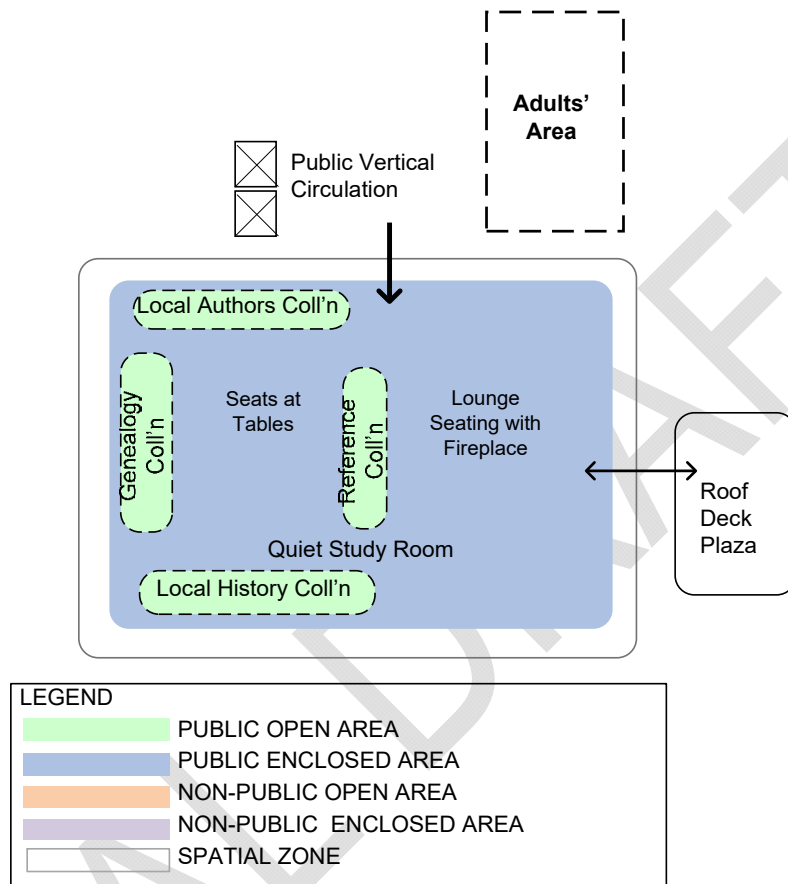 Adults'
Area
Public Vertical
Circulation
Local Authors Coll'n
Genealogy
Coll'n
Seats at
Tables
Reference
Coll'n
Lounge
Seating with
Fireplace
Roof
Deck
Plaza
Quiet Study Room
Local History Coll'n
LEGEND
PUBLIC OPEN AREA
PUBLIC ENCLOSED AREA
NON-PUBLIC OPEN AREA
NON-PUBLIC ENCLOSED AREA
SPATIAL ZONE